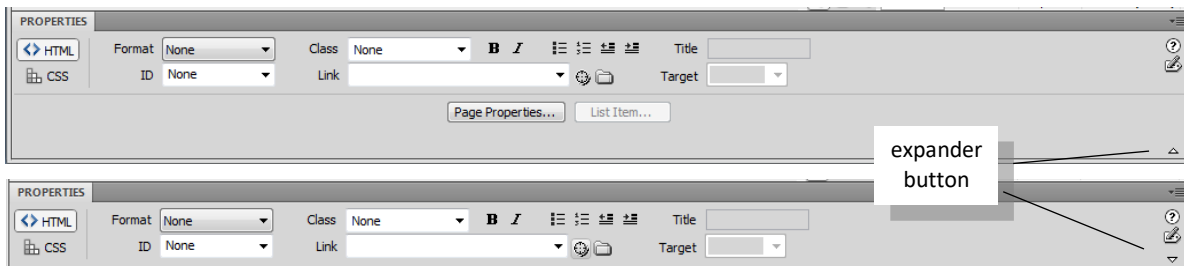 PROPERTIES
<> HTML Format None Class None B I Title
CSS ID None Link Target
Page Properties... List Item...
expander
button
PROPERTIES
<> HTML Format None Class None B I Title
CSS ID None Link Target